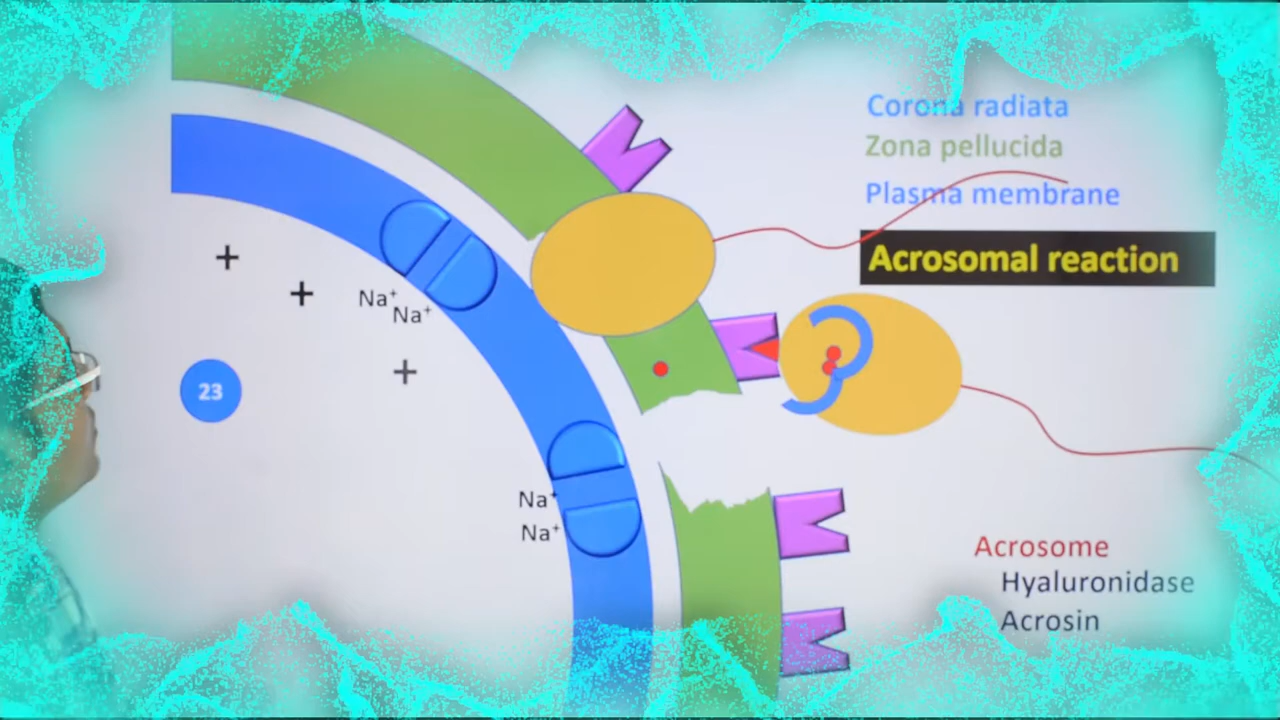 Corona radiata
Zona pellucida
Plasma membrane
Acrosomal reaction
+
+
Na⁺
Na⁺
+
23
Na⁺
Na⁺
Acrosome
Hyaluronidase
Acrosin